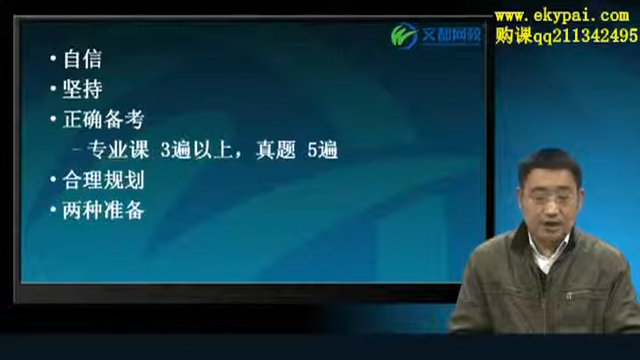 www.ekypai.com
购课qq211342495
文都网校
•自信
•坚持
•正确备考
-专业课 3遍以上，真题 5遍
•合理规划
•两种准备